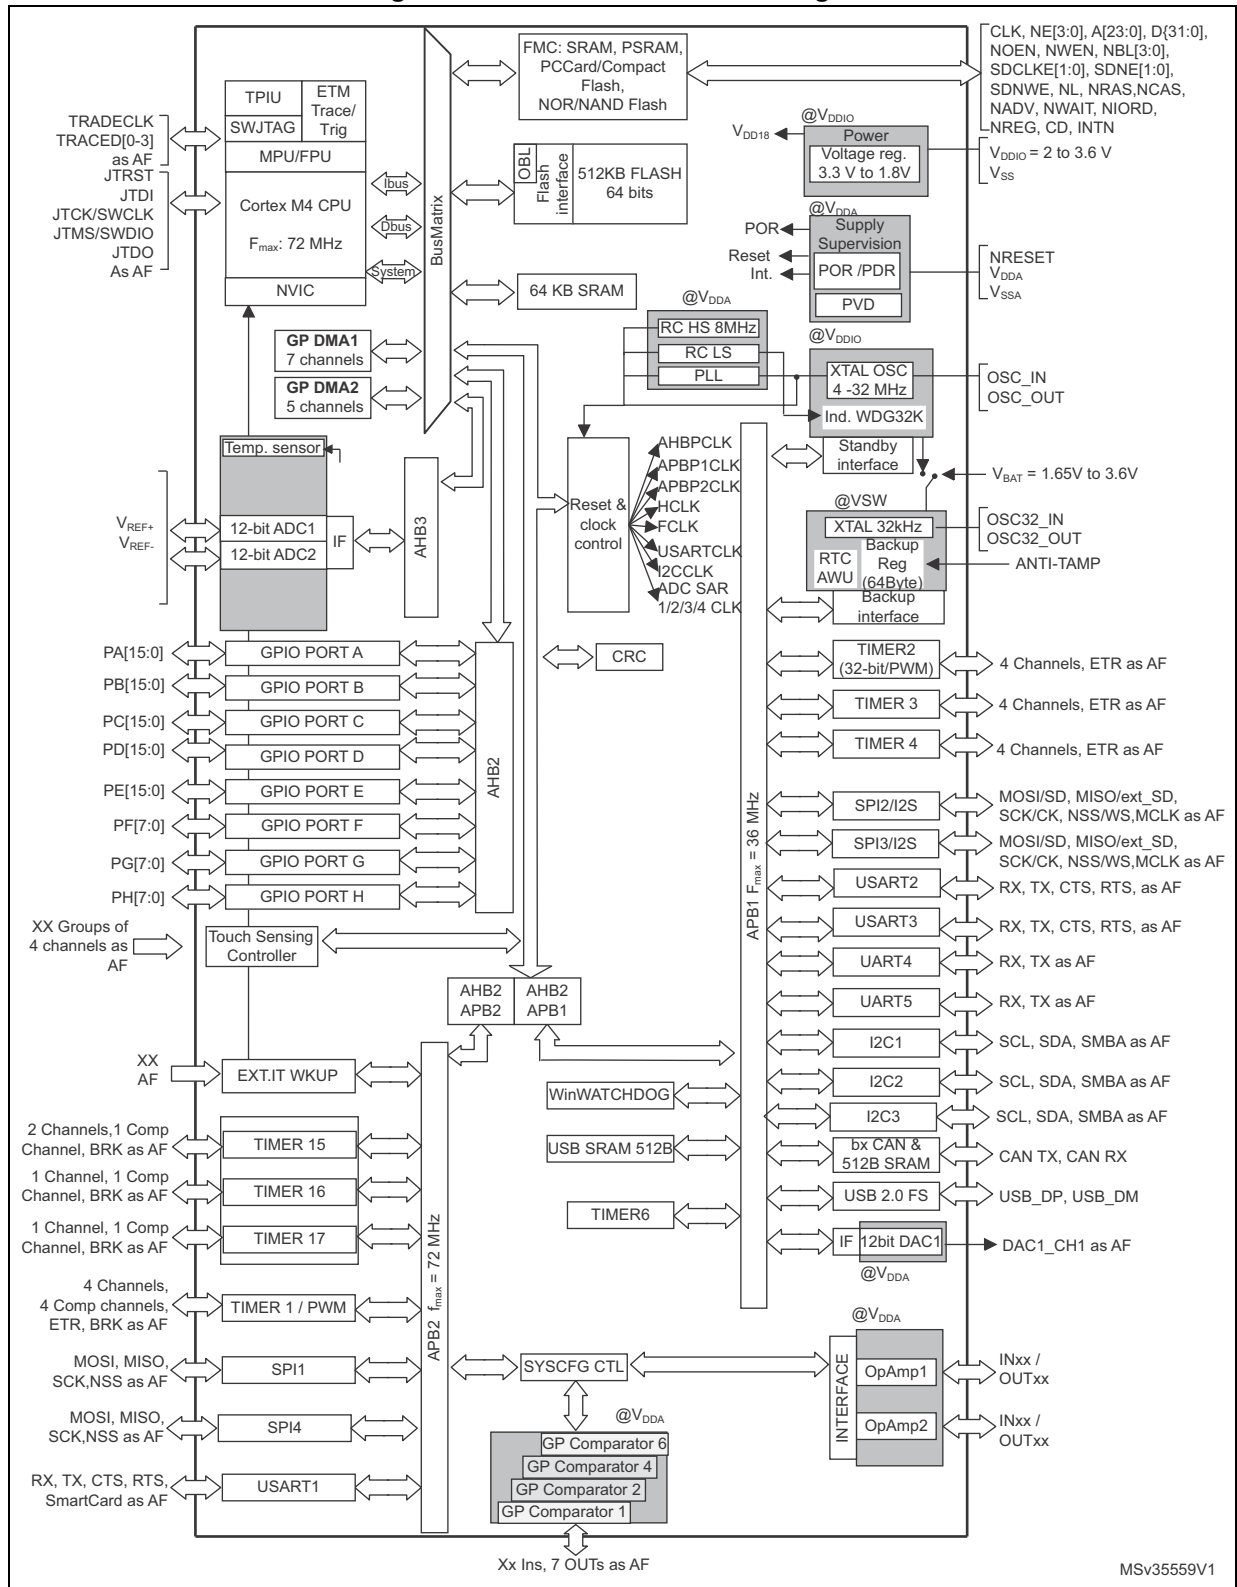 CLK, NE[3:0], A[23:0], D{31:0},
NOEN, NWEN, NBL[3:0],
SDCLKE[1:0], SDNE[1:0],
SDNWE, NL, NRAS,NCAS,
NADV, NWAIT, NIORD,
NREG, CD, INTN
FMC: SRAM, PSRAM,
PCCard/Compact
Flash,
NOR/NAND Flash
TPIU
ETM
Trace/
Trig
SWJTAG
MPU/FPU
Cortex M4 CPU
Fmax: 72 MHz
NVIC
TRADECLK
TRACED[0-3]
as AF
JTRST
JTDI
JTCK/SWCLK
JTMS/SWDIO
JTDO
As AF
Ibus
Dbus
System
BusMatrix
OBL
Flash
interface
512KB FLASH
64 bits
64 KB SRAM
@VDDIO
VDD18
Power
Voltage reg.
3.3 V to 1.8V
VDDIO = 2 to 3.6 V
VSS
@VDDA
POR
Reset
Int.
Supply
Supervision
POR /PDR
PVD
NRESET
VDDA
VSSA
@VDDA
RC HS 8MHz
RC LS
PLL
@VDDIO
XTAL OSC
4 -32 MHz
Ind. WDG32K
OSC_IN
OSC_OUT
Standby
interface
VBAT = 1.65V to 3.6V
@VSW
XTAL 32kHz
RTC
AWU
Backup
Reg
(64Byte)
Backup
interface
OSC32_IN
OSC32_OUT
ANTI-TAMP
GP DMA1
7 channels
GP DMA2
5 channels
Temp. sensor
VREF+
VREF-
12-bit ADC1
12-bit ADC2
IF
AHB3
Reset &
clock
control
AHBPCLK
APBP1CLK
APBP2CLK
HCLK
FCLK
USARTCLK
I2CCLK
ADC SAR
1/2/3/4 CLK
CRC
PA[15:0]
GPIO PORT A
PB[15:0]
GPIO PORT B
PC[15:0]
GPIO PORT C
PD[15:0]
GPIO PORT D
PE[15:0]
GPIO PORT E
PF[7:0]
GPIO PORT F
PG[7:0]
GPIO PORT G
PH[7:0]
GPIO PORT H
AHB2
XX Groups of
4 channels as
AF
Touch Sensing
Controller
AHB2
APB2
AHB2
APB1
XX
AF
EXT.IT WKUP
2 Channels,1 Comp
Channel, BRK as AF
TIMER 15
1 Channel, 1 Comp
Channel, BRK as AF
TIMER 16
1 Channel, 1 Comp
Channel, BRK as AF
TIMER 17
4 Channels,
4 Comp channels,
ETR, BRK as AF
TIMER 1 / PWM
MOSI, MISO,
SCK,NSS as AF
SPI1
MOSI, MISO,
SCK,NSS as AF
SPI4
RX, TX, CTS, RTS,
SmartCard as AF
USART1
APB2 fmax = 72 MHz
WinWATCHDOG
USB SRAM 512B
TIMER6
APB1 Fmax = 36 MHz
TIMER2
(32-bit/PWM)
4 Channels, ETR as AF
TIMER 3
4 Channels, ETR as AF
TIMER 4
4 Channels, ETR as AF
SPI2/I2S
MOSI/SD, MISO/ext_SD,
SCK/CK, NSS/WS,MCLK as AF
SPI3/I2S
MOSI/SD, MISO/ext_SD,
SCK/CK, NSS/WS,MCLK as AF
USART2
RX, TX, CTS, RTS, as AF
USART3
RX, TX, CTS, RTS, as AF
UART4
RX, TX as AF
UART5
RX, TX as AF
I2C1
SCL, SDA, SMBA as AF
I2C2
SCL, SDA, SMBA as AF
I2C3
SCL, SDA, SMBA as AF
bx CAN &
512B SRAM
CAN TX, CAN RX
USB 2.0 FS
USB_DP, USB_DM
IF
12bit DAC1
DAC1_CH1 as AF
@VDDA
@VDDA
INTERFACE
OpAmp1
INxx /
OUTxx
OpAmp2
INxx /
OUTxx
SYSCFG CTL
@VDDA
GP Comparator 6
GP Comparator 4
GP Comparator 2
GP Comparator 1
Xx Ins, 7 OUTs as AF
MSv35559V1